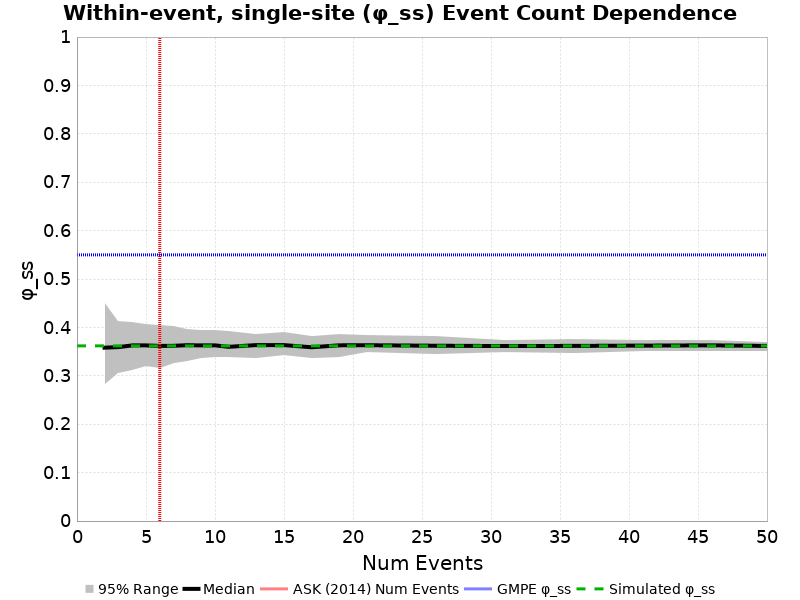 Within-event, single-site (φ_ss) Event Count Dependence
1
0.9
0.8
0.7
0.6
0.5
0.4
0.3
0.2
0.1
0
φ_ss
0 5 10 15 20 25 30 35 40 45 50
Num Events
95% Range Median ASK (2014) Num Events GMPE φ_ss Simulated φ_ss